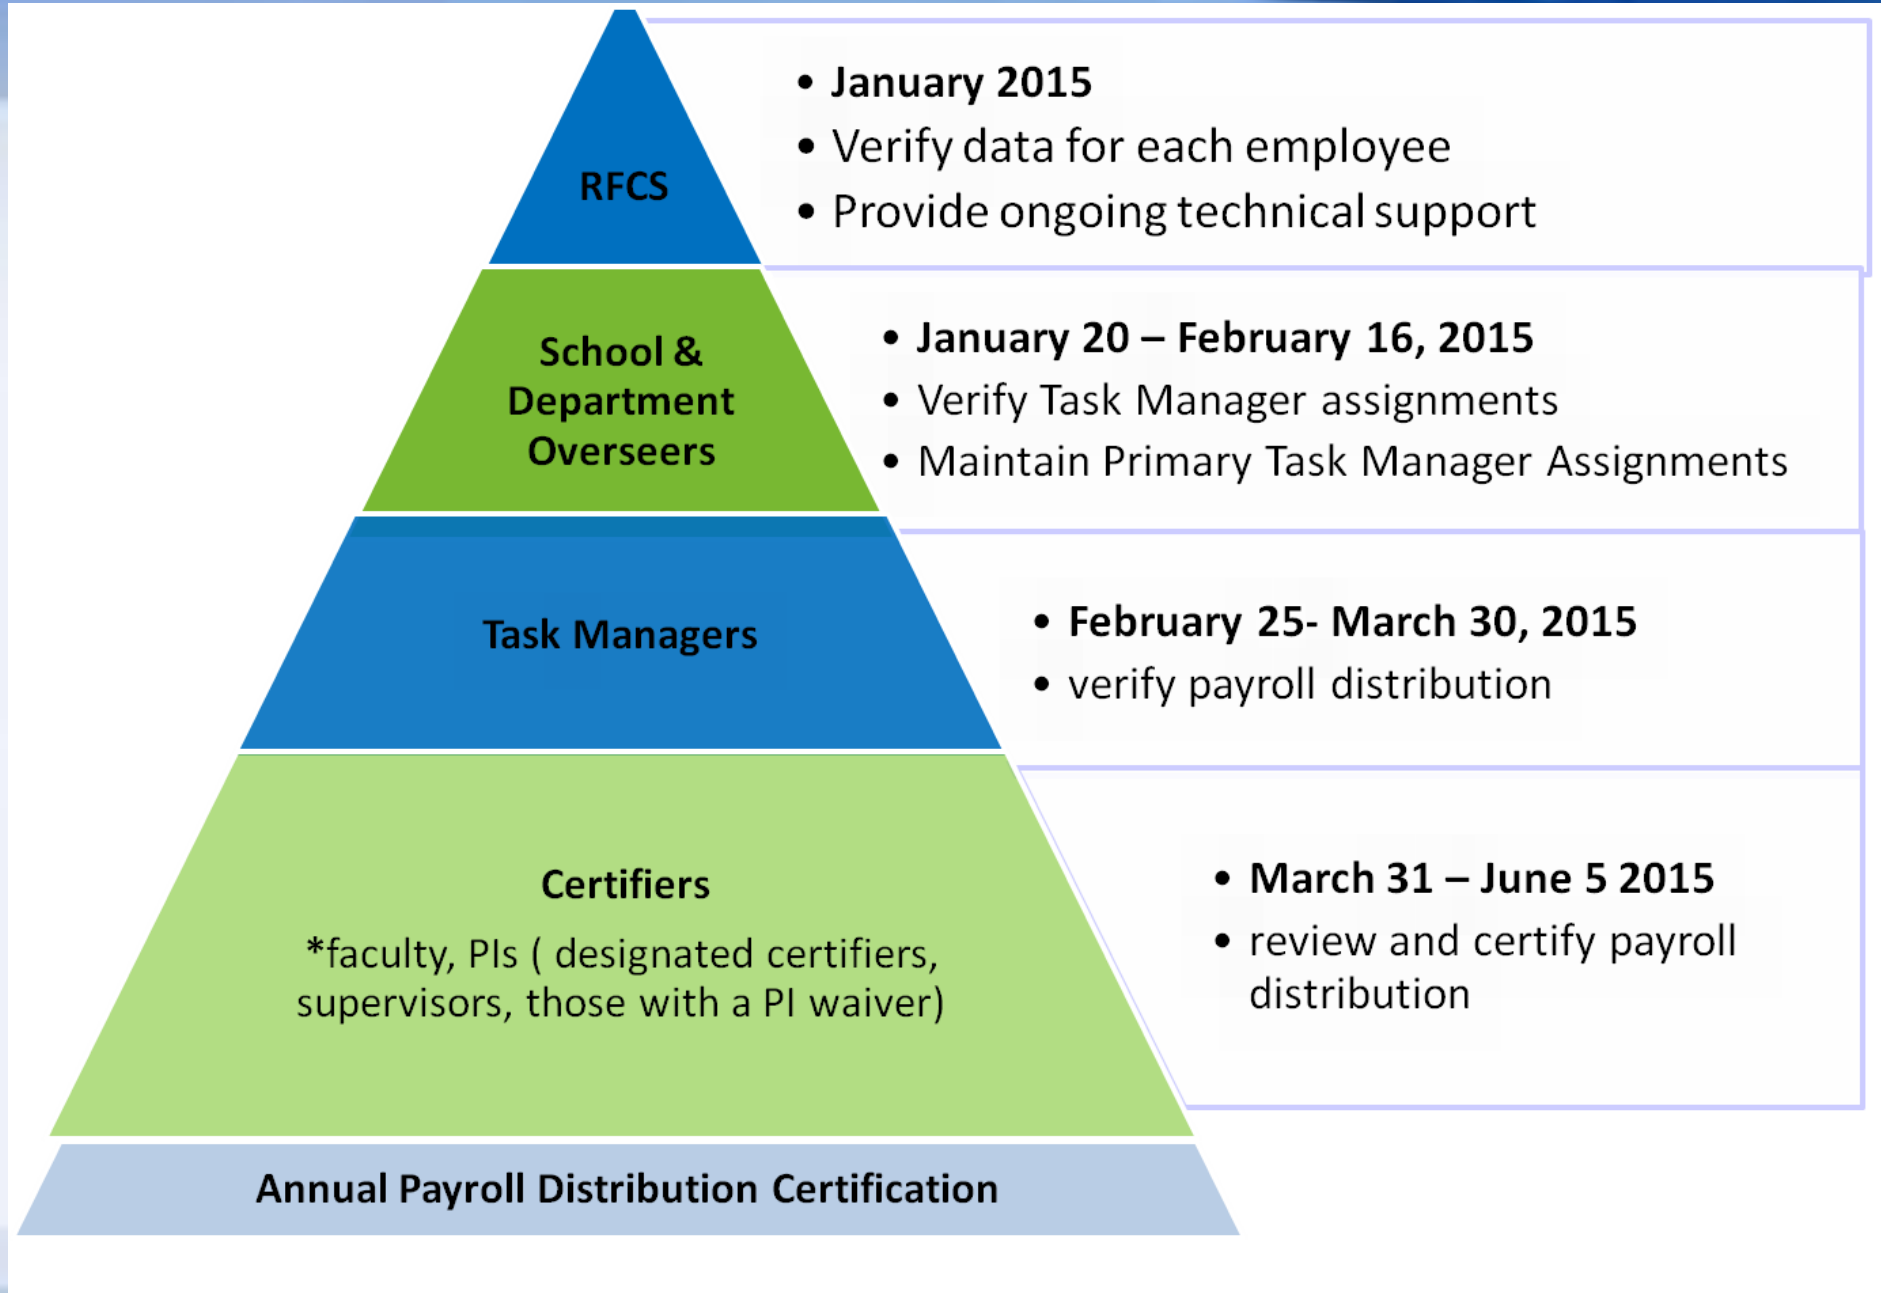 RFCS
• January 2015
• Verify data for each employee
• Provide ongoing technical support
School &
Department
Overseers
• January 20 – February 16, 2015
• Verify Task Manager assignments
• Maintain Primary Task Manager Assignments
Task Managers
• February 25- March 30, 2015
• verify payroll distribution
Certifiers
*faculty, PIs ( designated certifiers,
supervisors, those with a PI waiver)
• March 31 – June 5 2015
• review and certify payroll
distribution
Annual Payroll Distribution Certification